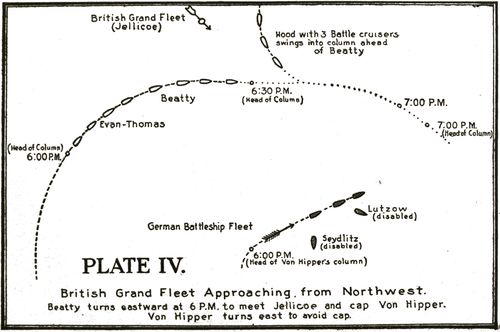 British Grand Fleet
(Jellicoe)
Hood with 3 Battle cruisers
swings into column ahead
of Beatty
6:30 P.M.
(Head of Column)
Beatty
7:00 P.M.
Evan-Thomas
7:00 P.M.
(Head of Column)
(Head of Column)
6:00 P.M.
Lutzow
(disabled)
German Battleship Fleet
Seydlitz
(disabled)
6:00 P.M.
(Head of Von Hipper's column)
PLATE IV.
British Grand Fleet Approaching, from Northwest.
Beatty turns eastward at 6 P.M. to meet Jellicoe and cap Von Hipper.
Von Hipper turns east to avoid cap.